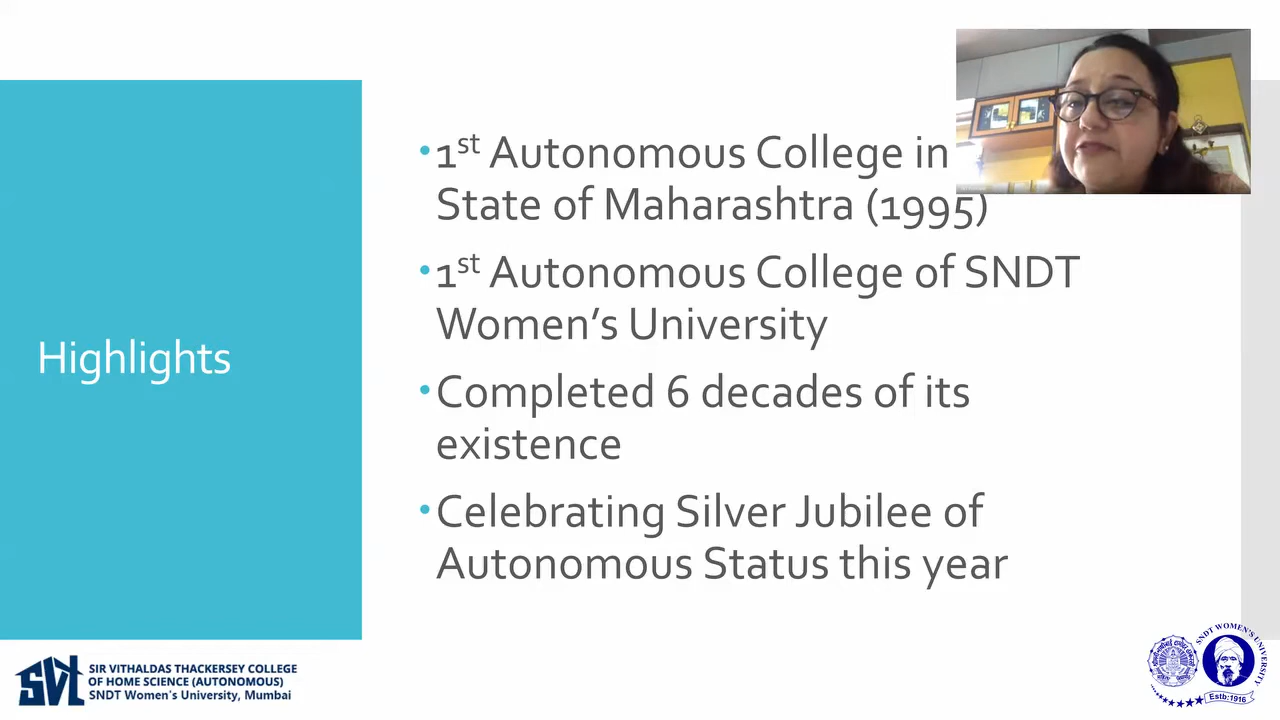 Highlights
•1st Autonomous College in
State of Maharashtra (1995)
•1st Autonomous College of SNDT
Women’s University
•Completed 6 decades of its
existence
•Celebrating Silver Jubilee of
Autonomous Status this year
SVT
SIR VITHALDAS THACKERSEY COLLEGE
OF HOME SCIENCE (AUTONOMOUS)
SNDT Women's University, Mumbai
SNDT WOMEN'S UNIVERSITY
Estb:1916